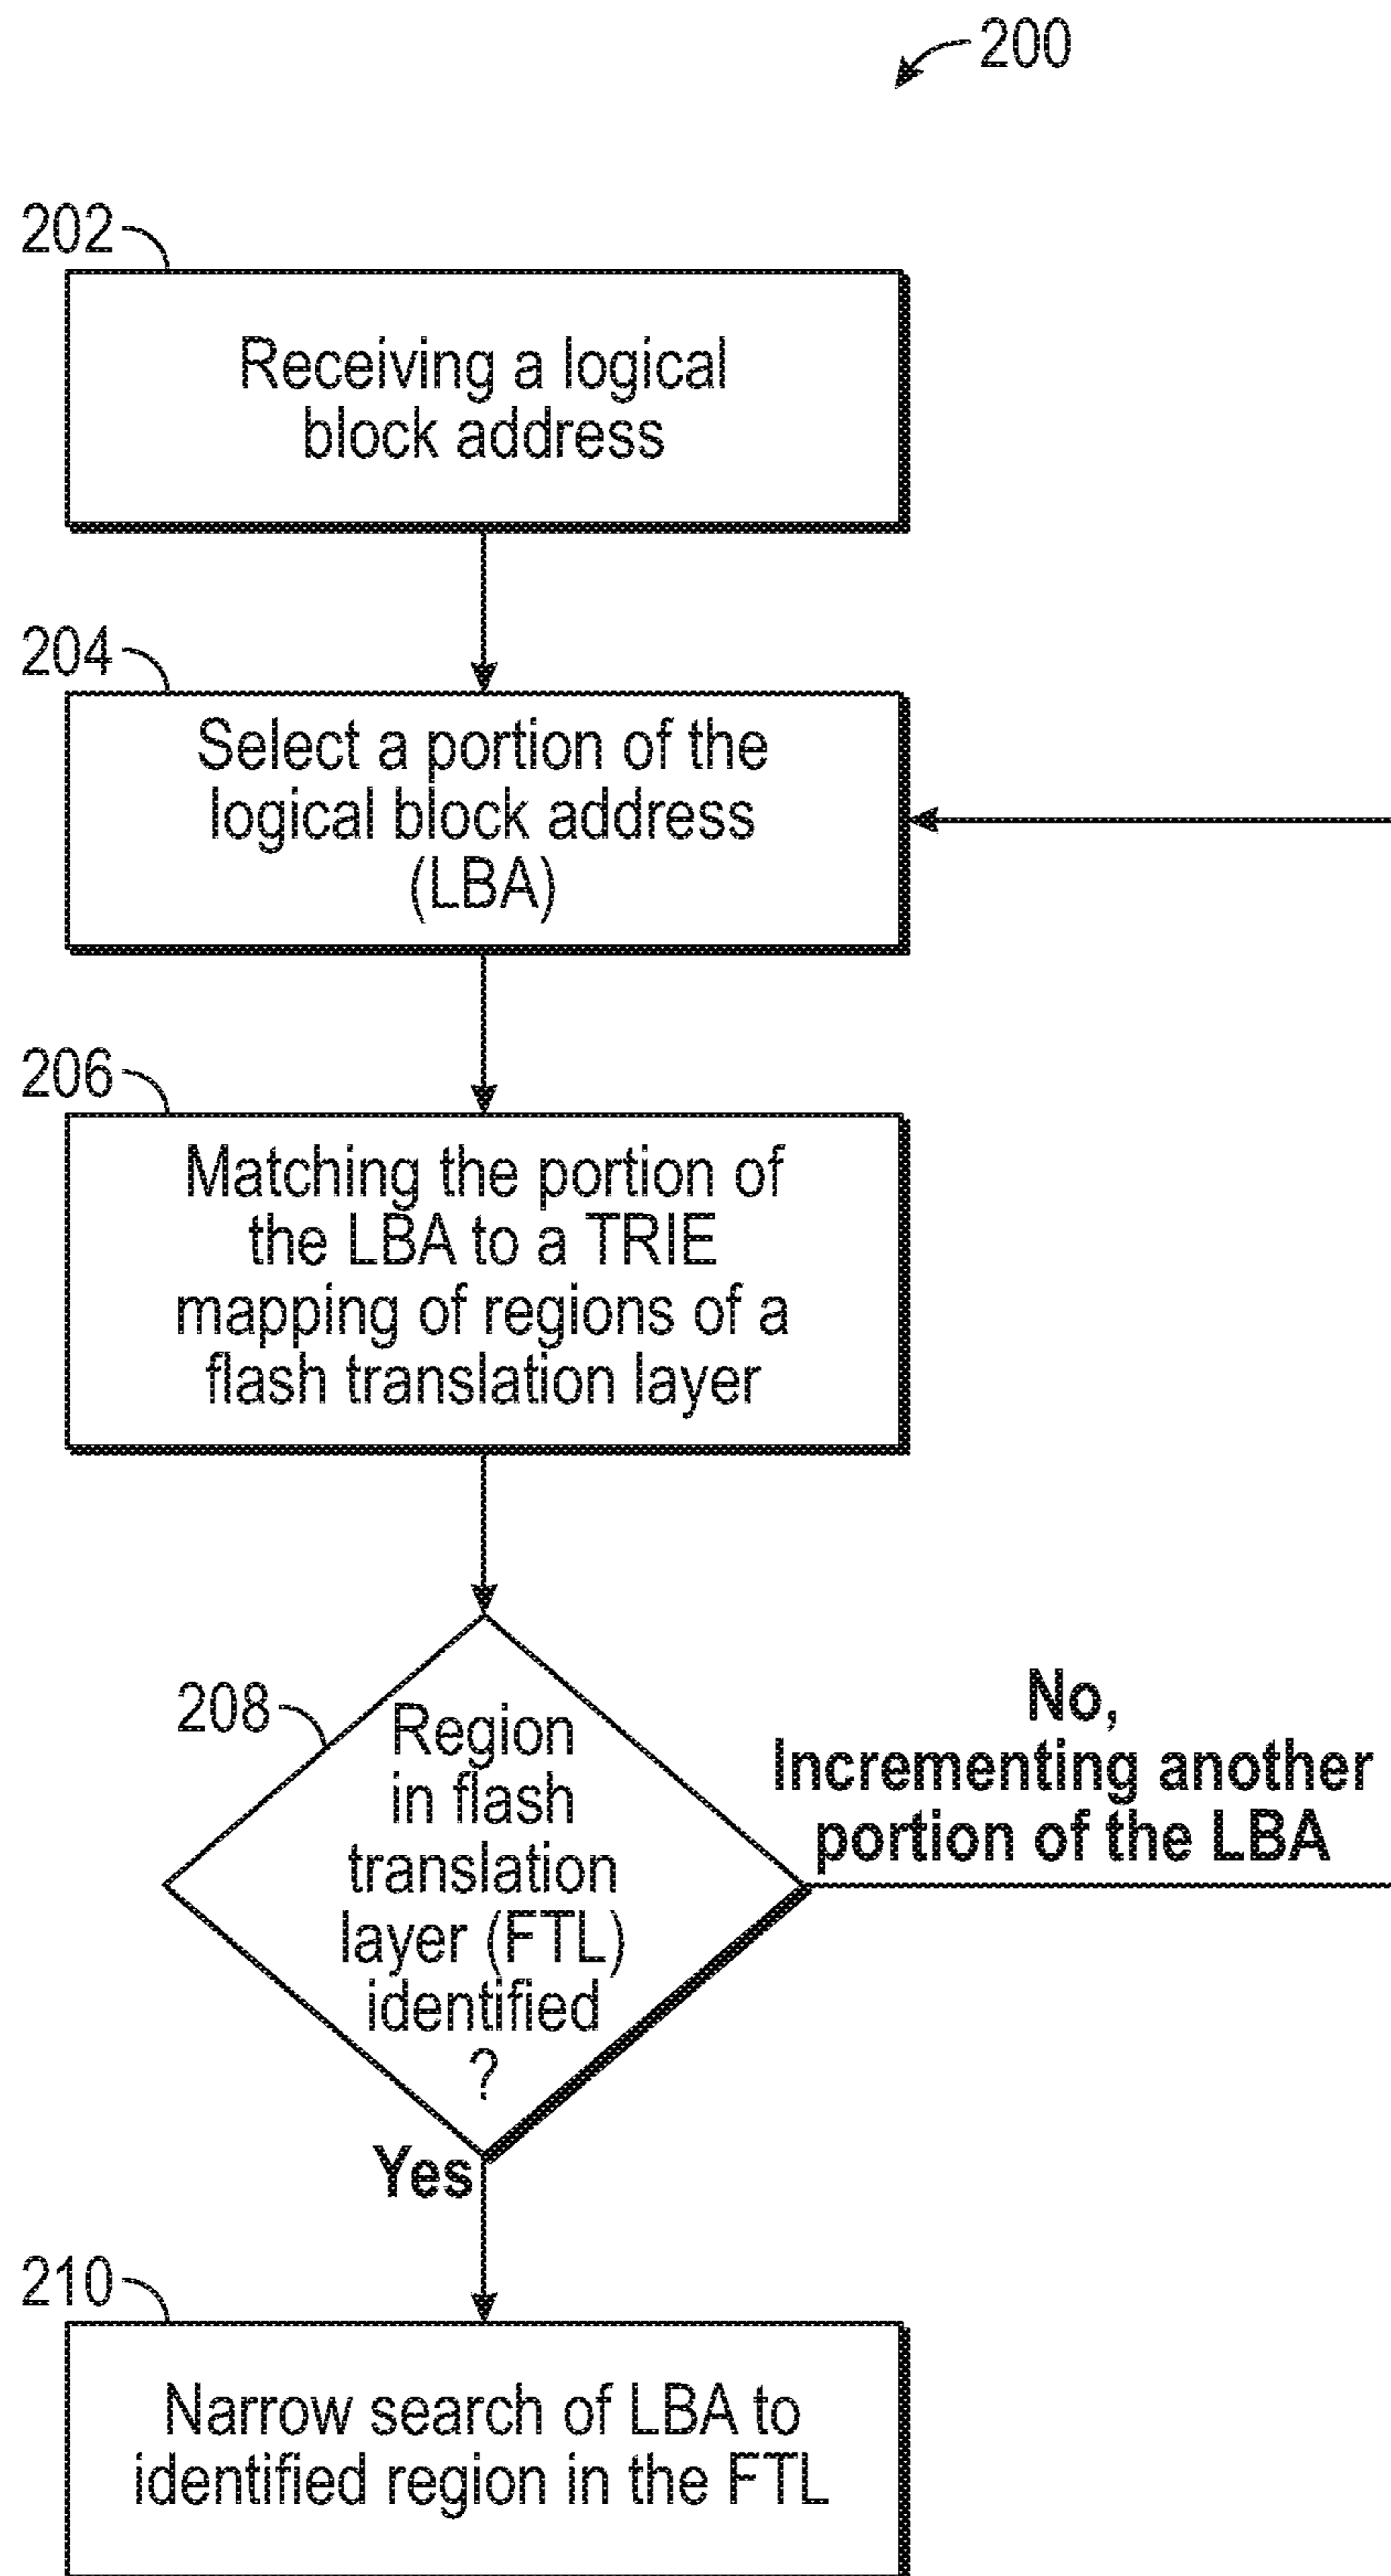 200
202
Receiving a logical
block address
204
Select a portion of the
logical block address
(LBA)
206
Matching the portion of
the LBA to a TRIE
mapping of regions of a
flash translation layer
208
Region
in flash
translation
layer (FTL)
identified
?
No,
Incrementing another
portion of the LBA
Yes
210
Narrow search of LBA to
identified region in the FTL